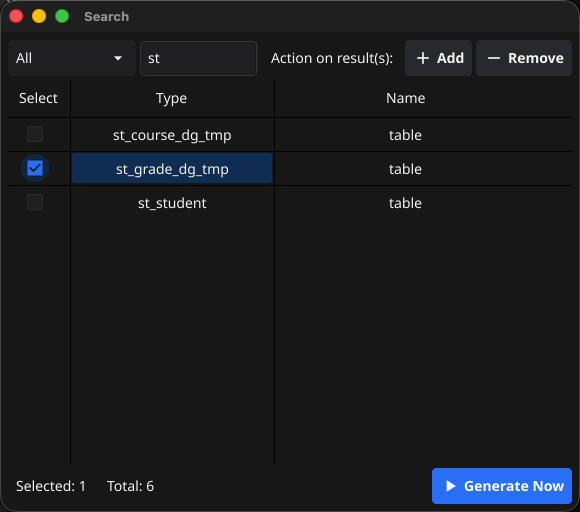 Search
All st Action on result(s): Add Remove
Select Type Name
st_course_dg_tmp table
st_grade_dg_tmp table
st_student table
Selected: 1 Total: 6 Generate Now